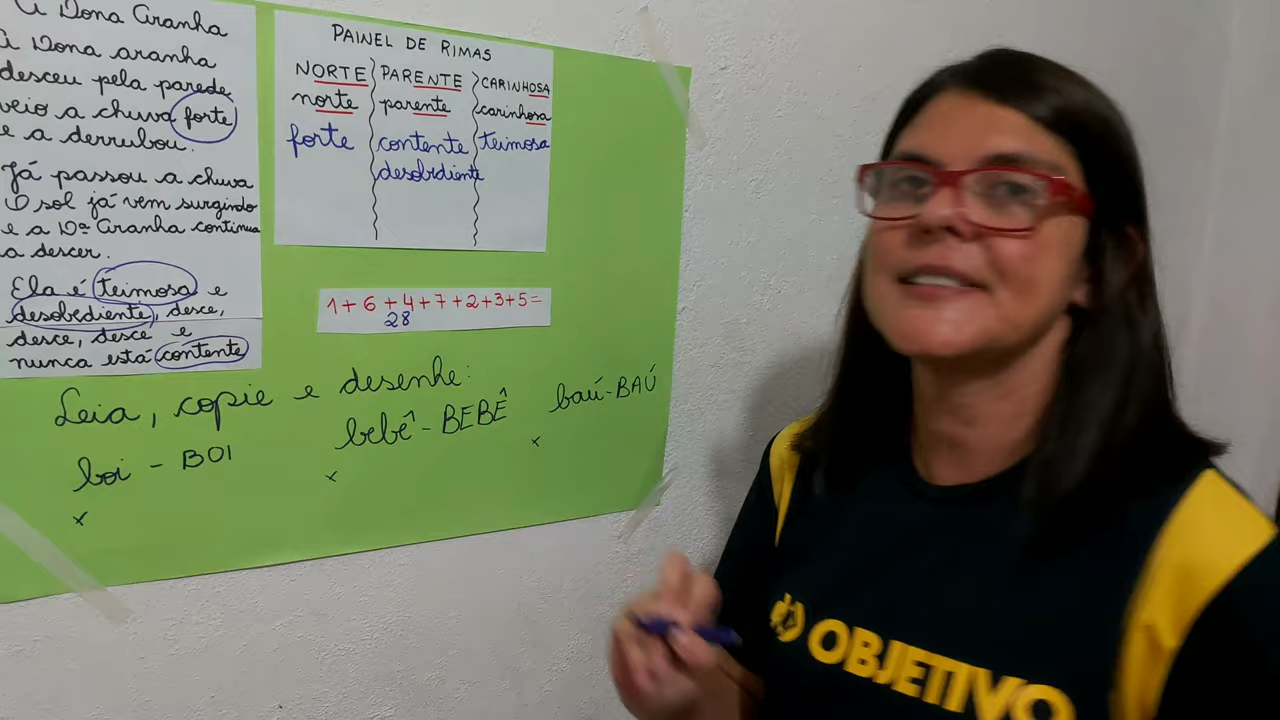 A Dona Aranha
A Dona aranha
desceu pela parede
veio a chuva forte
e a derrubou.
Já passou a chuva
O sol já vem surgindo
e a Dª Aranha continua
a descer.
Ela é teimosa e
desobediente, desce,
desce, desce e
nunca está contente
PAINEL DE RIMAS
NORTE PARENTE CARINHOSA
norte parente carinhosa
forte contente teimosa
desobediente
1+6+4+7+2+3+5=
28
Leia, copie e desenhe:
boi - BOI bebê - BEBÊ baú - BAÚ
x x x
OBJETIVO